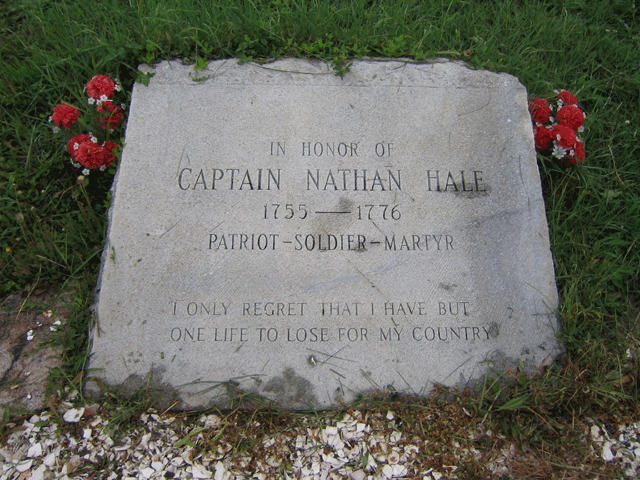 IN HONOR OF
CAPTAIN NATHAN HALE
1755 — 1776
PATRIOT - SOLDIER - MARTYR
'I ONLY REGRET THAT I HAVE BUT
ONE LIFE TO LOSE FOR MY COUNTRY'